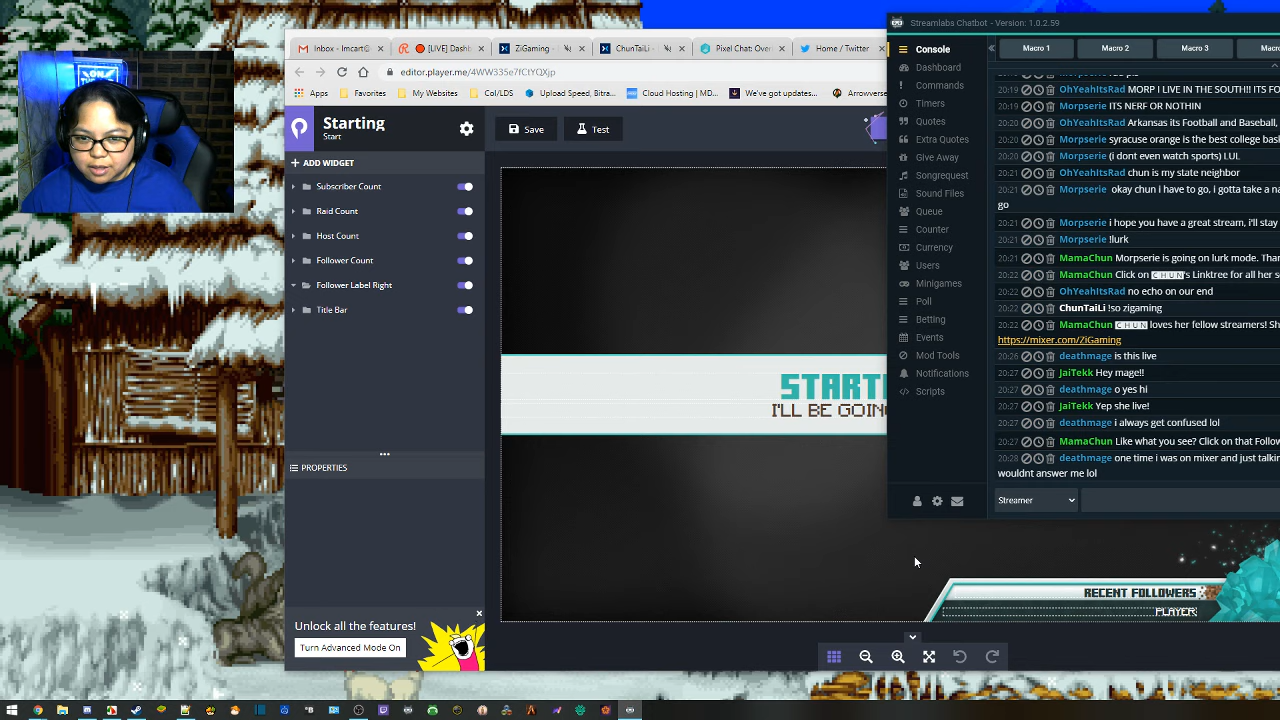 Streamlabs Chatbot - Version: 1.0.2.59
Inbox - lmcart@
[LIVE] Dashb
ZiGaming -
ChunTaiLi -
Pixel Chat: Over
Home / Twitter
editor.player.me/4WW335e7fCtYQXjp
Apps
Favorites
My Websites
Col/LDS
Upload Speed, Bitra...
Cloud Hosting | MD...
We've got updates...
Arrowverse
Starting
Start
Save
Test
ADD WIDGET
Subscriber Count
Raid Count
Host Count
Follower Count
Follower Label Right
Title Bar
PROPERTIES
Unlock all the features!
Turn Advanced Mode On
STARTI
I'LL BE GOIN
RECENT FOLLOWERS
PLAYER
Console
Dashboard
Commands
Timers
Quotes
Extra Quotes
Give Away
Songrequest
Sound Files
Queue
Counter
Currency
Users
Minigames
Poll
Betting
Events
Mod Tools
Notifications
Scripts
Macro 1
Macro 2
Macro 3
Macro
20:19 OhYeahItsRad MORP I LIVE IN THE SOUTH!! ITS FO
20:19 Morpserie ITS NERF OR NOTHIN
20:20 OhYeahItsRad Arkansas its Football and Baseball,
20:20 Morpserie syracuse orange is the best college bas
20:20 Morpserie (i dont even watch sports) LUL
20:21 OhYeahItsRad chun is my state neighbor
20:21 Morpserie okay chun i have to go, i gotta take a na
go
20:21 Morpserie i hope you have a great stream, i'll stay
20:21 Morpserie !lurk
20:21 MamaChun Morpserie is going on lurk mode. Than
20:22 MamaChun Click on CHUN's Linktree for all her s
20:22 OhYeahItsRad no echo on our end
20:22 ChunTaiLi !so zigaming
20:22 MamaChun CHUN loves her fellow streamers! Sh
https://mixer.com/ZiGaming
20:26 deathmage is this live
20:27 JaiTekk Hey mage!!
20:27 deathmage o yes hi
20:27 JaiTekk Yep she live!
20:27 deathmage i always get confused lol
20:27 MamaChun Like what you see? Click on that Follow
20:28 deathmage one time i was on mixer and just talkin
wouldnt answer me lol
Streamer